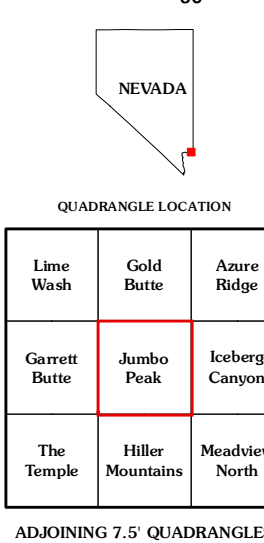 NEVADA
QUADRANGLE LOCATION
Lime Wash
Gold Butte
Azure Ridge
Garrett Butte
Jumbo Peak
Iceberg Canyon
The Temple
Hiller Mountains
Meadview North
ADJOINING 7.5' QUADRANGLES